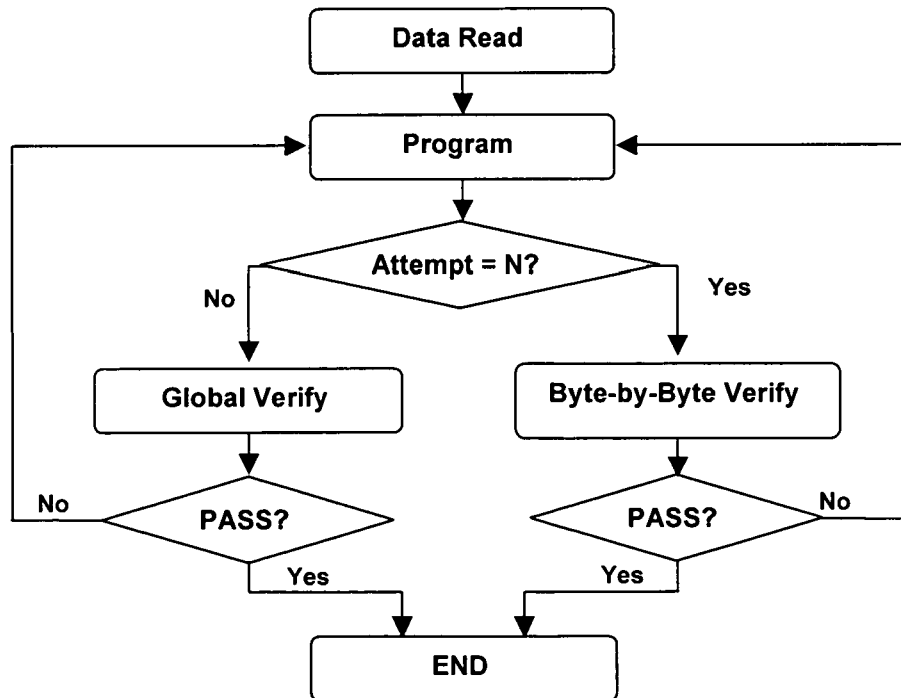 Data Read
Program
Attempt = N?
No
Yes
Global Verify
Byte-by-Byte Verify
No
PASS?
PASS?
No
Yes
Yes
END